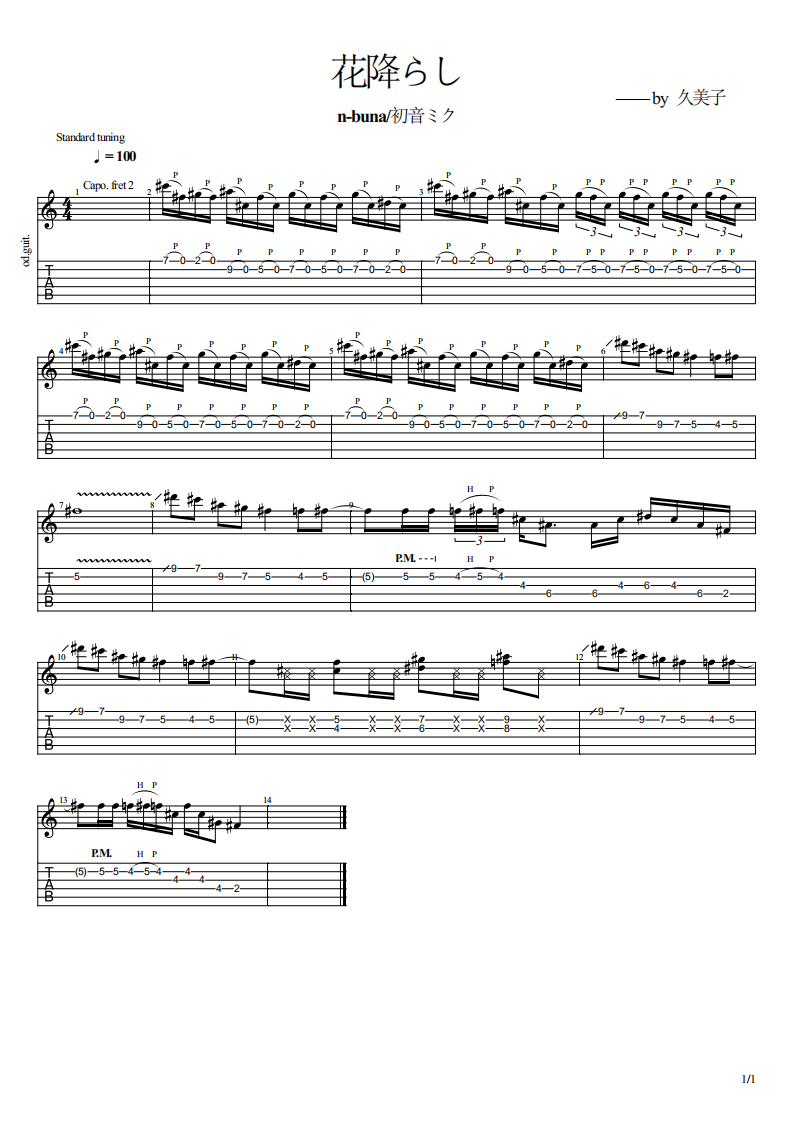 花降らし
—— by 久美子
n-buna/初音ミク
Standard tuning
♩ = 100
1 Capo. fret 2 2 P P P P P P P 3 P P P P P P P P P P P P
4/4
3 3 3 3
od.guit.
P P P P P P P P P P P P P P P P P P P
T A B 7 0 2 0 9 0 5 0 7 0 5 0 7 0 2 0 7 0 2 0 9 0 5 0 7 5 0 7 5 0 7 5 0 7 5 0
4 P P P P P P P 5 P P P P P P P 6
P P P P P P P P P P P P P P P P
T A B 7 0 2 0 9 0 5 0 7 0 5 0 7 0 2 0 7 0 2 0 9 0 5 0 7 0 5 0 7 0 2 0 9 7 9 7 5 4 5
7 8 9 H P
3
P.M. H P
T A B 5 9 7 9 7 5 4 5 (5) 5 5 4 5 4 4 6 6 4 6 4 6 2
10 11 12
T A B 9 7 9 7 5 4 5 (5) X X 5 X X 7 X X 9 X 9 7 9 7 5 4 5
X X 4 X X 6 X X 8 X
13 H P 14
P.M. H P
T A B (5) 5 5 4 5 4 4 4 4 4 2
1/1